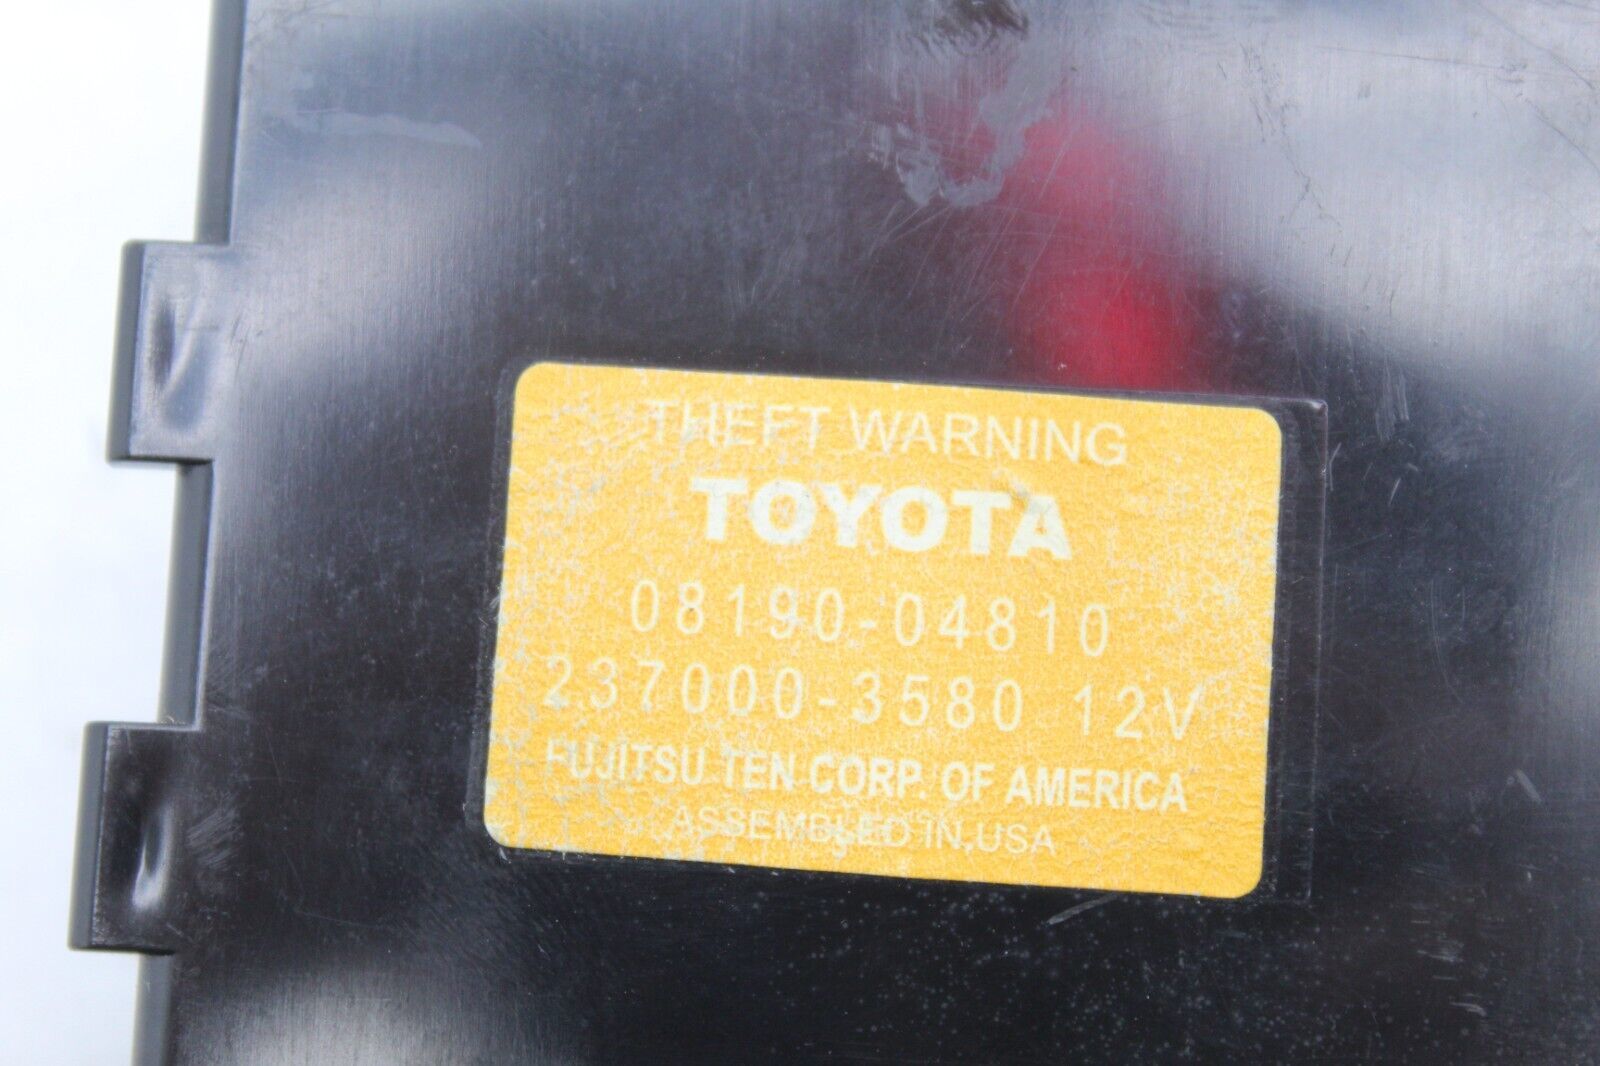 THEFT WARNING
TOYOTA
08190-04810
237000-3580 12V
FUJITSU TEN CORP. OF AMERICA
ASSEMBLED IN USA